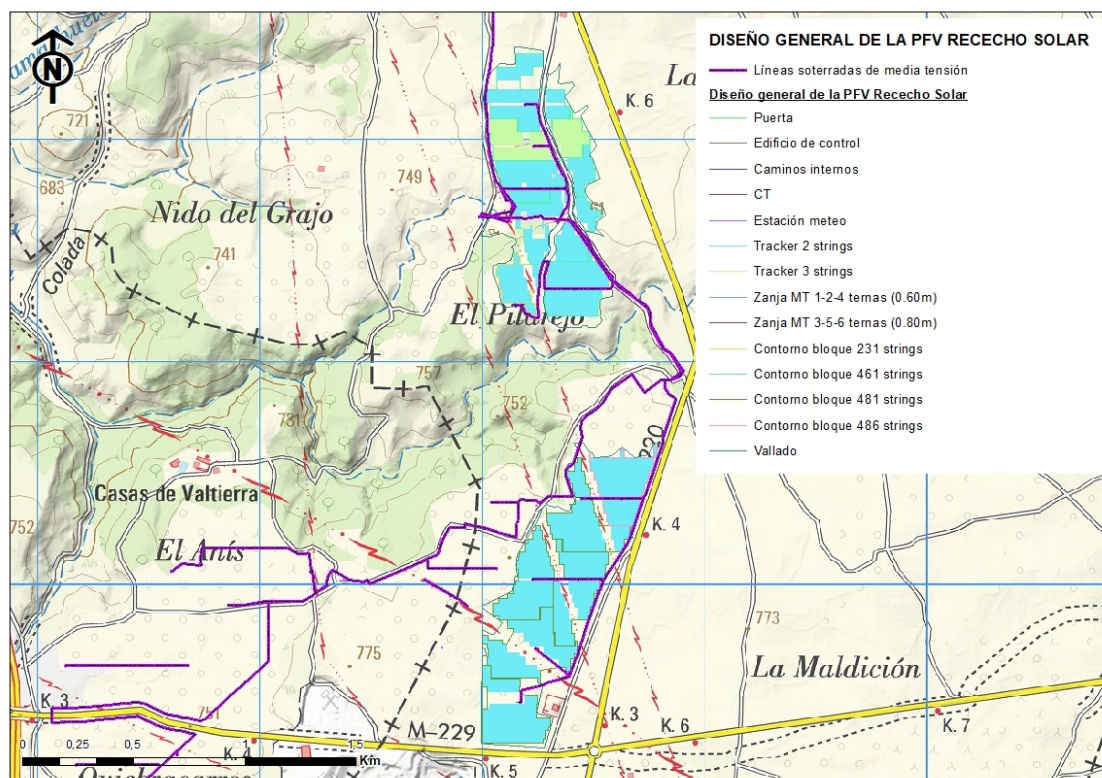 DISEÑO GENERAL DE LA PFV RECECHO SOLAR
Líneas soterradas de media tensión
Diseño general de la PFV Rececho Solar
Puerta
Edificio de control
Caminos internos
CT
Estación meteo
Tracker 2 strings
Tracker 3 strings
Zanja MT 1-2-4 ternas (0.60m)
Zanja MT 3-5-6 ternas (0.80m)
Contorno bloque 231 strings
Contorno bloque 461 strings
Contorno bloque 481 strings
Contorno bloque 486 strings
Vallado
N
La
K. 6
721
683
749
Nido del Grajo
741
Colada
El Pilarejo
757
752
731
Casas de Valtierra
752
El Anís
K. 4
773
775
La Maldición
K. 3
751
K. 4
M-229
K. 5
K. 3
K. 6
K. 7
0 0,25 0,5 1,5
Km